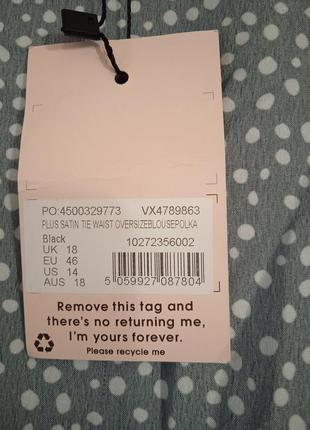 PO:4500329773 VX4789863
PLUS SATIN TIE WAIST OVERSIZEBLOUSEPOLKA
Black 10272356002
UK 18
EU 46
US 14
AUS 18
5 059927 087804
Remove this tag and
there's no returning me,
I'm yours forever.
Please recycle me